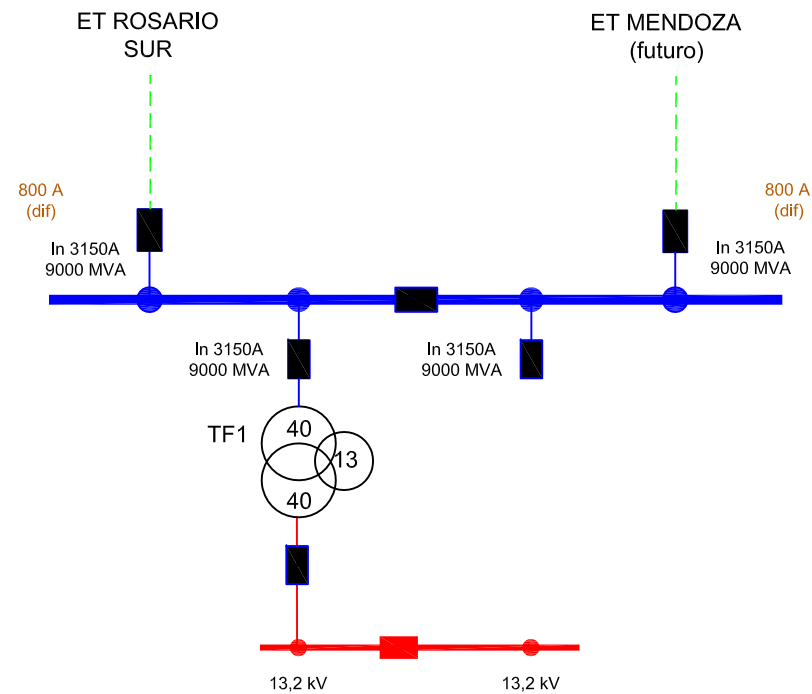 ET ROSARIO
SUR
ET MENDOZA
(futuro)
800 A
(dif)
In 3150A
9000 MVA
800 A
(dif)
In 3150A
9000 MVA
In 3150A
9000 MVA
In 3150A
9000 MVA
TF1
40
13
40
13,2 kV
13,2 kV